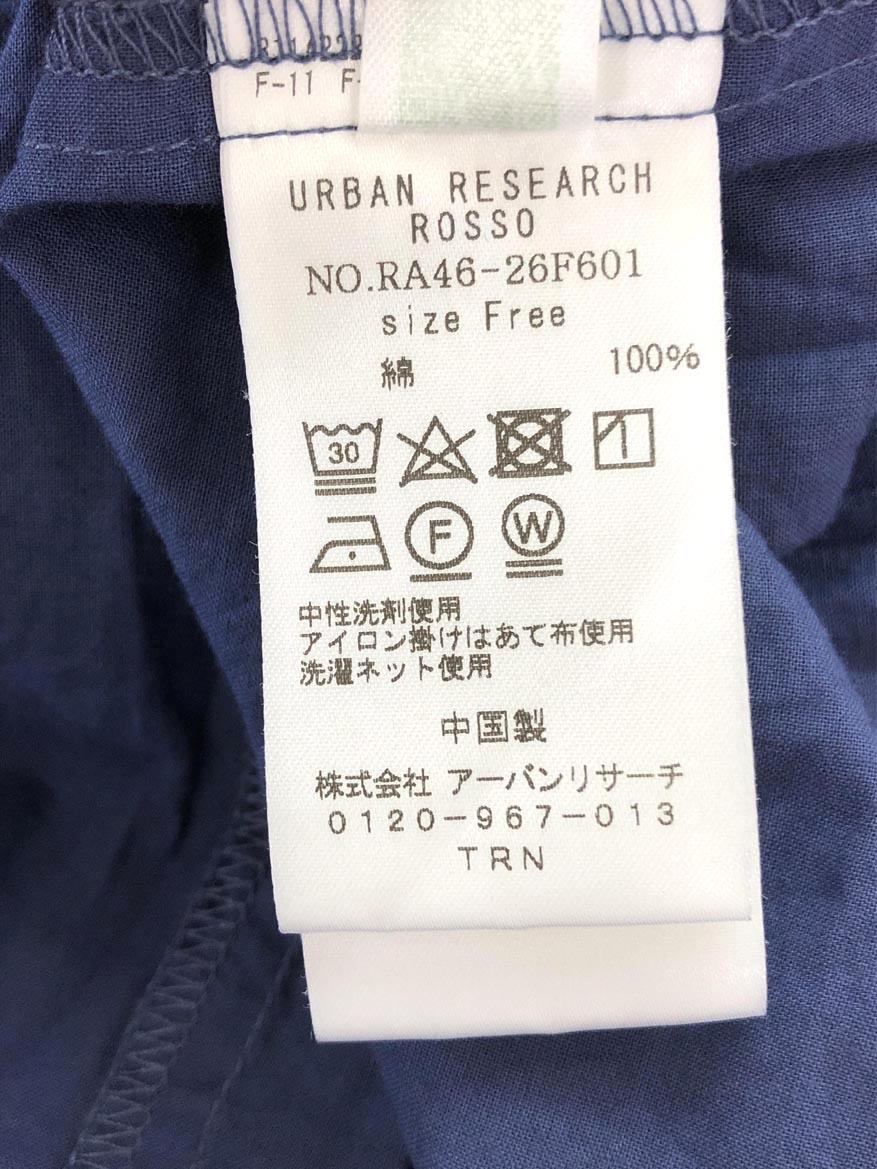 F-11 F-
URBAN RESEARCH
ROSSO
NO.RA46-26F601
size Free
綿 100%
30
F W
中性洗剤使用
アイロン掛けはあて布使用
洗濯ネット使用
中国製
株式会社 アーバンリサーチ
0120-967-013
TRN